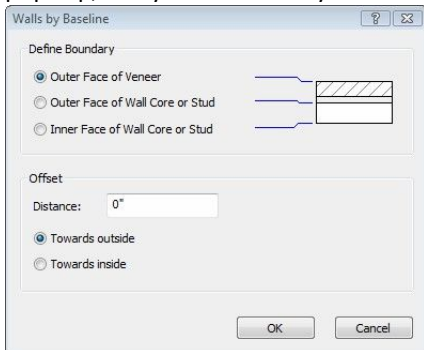 Walls by Baseline
Define Boundary
Outer Face of Veneer
Outer Face of Wall Core or Stud
Inner Face of Wall Core or Stud
Offset
Distance: 0"
Towards outside
Towards inside
OK Cancel